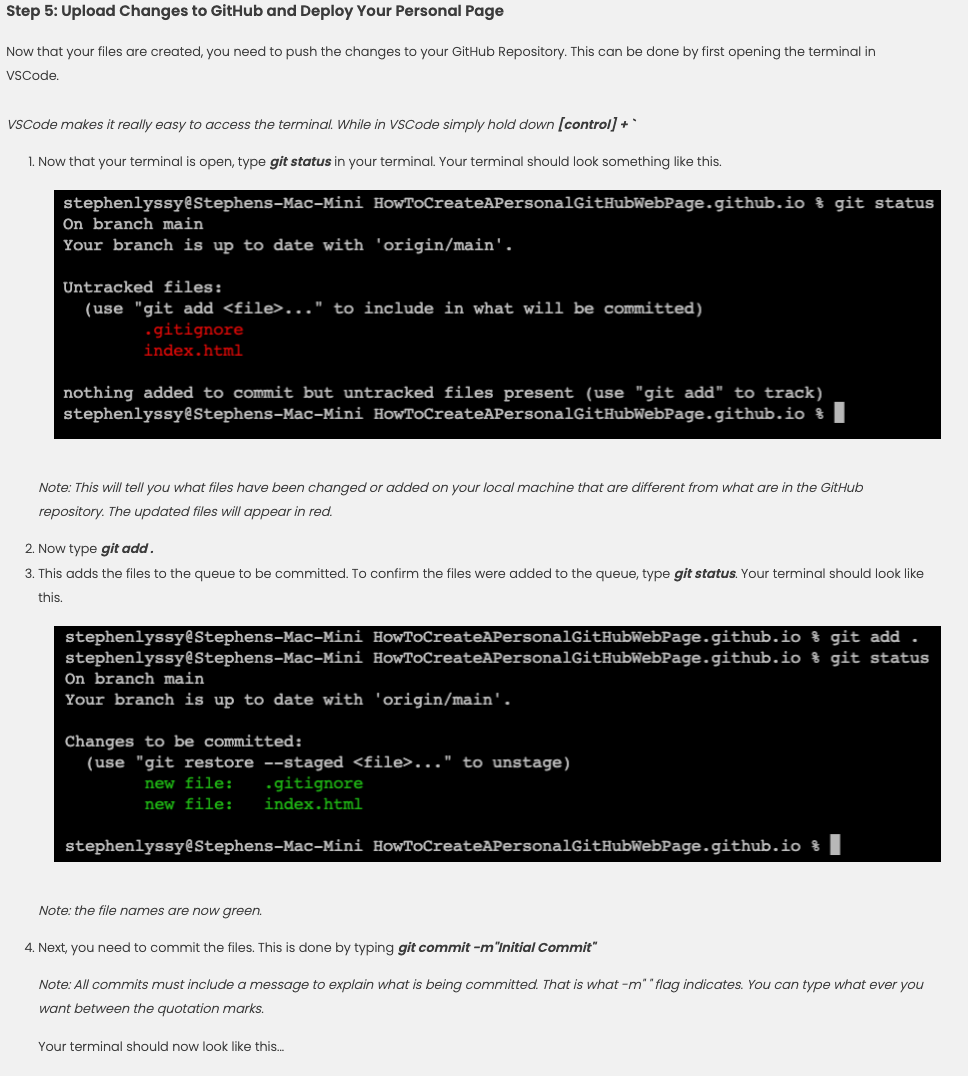 Step 5: Upload Changes to GitHub and Deploy Your Personal Page
Now that your files are created, you need to push the changes to your GitHub Repository. This can be done by first opening the terminal in
VSCode.
VSCode makes it really easy to access the terminal. While in VSCode simply hold down [control] + `
1. Now that your terminal is open, type git status in your terminal. Your terminal should look something like this.
stephenlyssy@Stephens-Mac-Mini HowToCreateAPersonalGitHubWebPage.github.io % git status
On branch main
Your branch is up to date with 'origin/main'.
Untracked files:
(use "git add <file>..." to include in what will be committed)
.gitignore
index.html
nothing added to commit but untracked files present (use "git add" to track)
stephenlyssy@Stephens-Mac-Mini HowToCreateAPersonalGitHubWebPage.github.io %
Note: This will tell you what files have been changed or added on your local machine that are different from what are in the GitHub
repository. The updated files will appear in red.
2. Now type git add .
3. This adds the files to the queue to be committed. To confirm the files were added to the queue, type git status. Your terminal should look like
this.
stephenlyssy@Stephens-Mac-Mini HowToCreateAPersonalGitHubWebPage.github.io % git add .
stephenlyssy@Stephens-Mac-Mini HowToCreateAPersonalGitHubWebPage.github.io % git status
On branch main
Your branch is up to date with 'origin/main'.
Changes to be committed:
(use "git restore --staged <file>..." to unstage)
new file: .gitignore
new file: index.html
stephenlyssy@Stephens-Mac-Mini HowToCreateAPersonalGitHubWebPage.github.io %
Note: the file names are now green.
4. Next, you need to commit the files. This is done by typing git commit -m"Initial Commit"
Note: All commits must include a message to explain what is being committed. That is what -m" " flag indicates. You can type what ever you
want between the quotation marks.
Your terminal should now look like this...